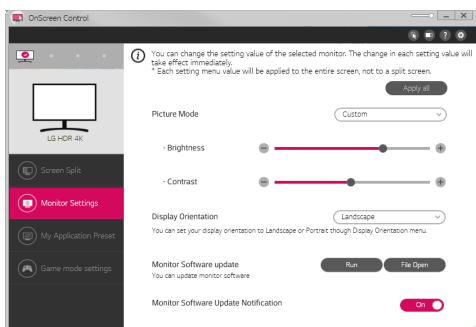 OnScreen Control
You can change the setting value of the selected monitor. The change in each setting value will
take effect immediately.
* Each setting menu value will be applied to the entire screen, not to a split screen.
Apply all
LG HDR 4K
Screen Split
Monitor Settings
My Application Preset
Game mode settings
Picture Mode
Custom
- Brightness
- Contrast
Display Orientation
Landscape
You can set your display orientation to Landscape or Portrait though Display Orientation menu.
Monitor Software update
Run
File Open
You can update monitor software
Monitor Software Update Notification
On